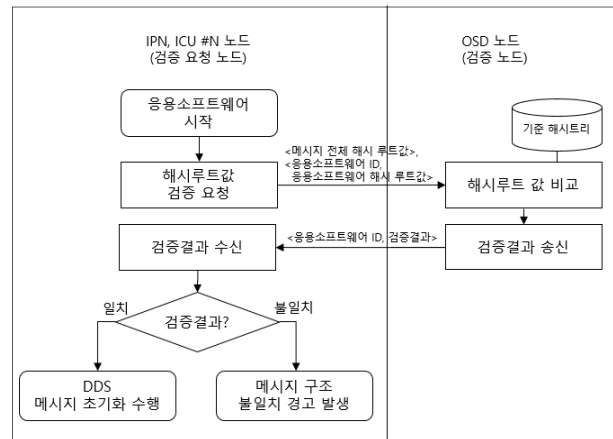 IPN, ICU #N 노드
(검증 요청 노드)
OSD 노드
(검증 노드)
응용소프트웨어
시작
기준 해시트리
<메시지 전체 해시 루트값>,
<응용소프트웨어 ID,
응용소프트웨어 해시 루트값>
해시루트값
검증 요청
해시루트 값 비교
<응용소프트웨어 ID, 검증결과>
검증결과 수신
검증결과 송신
일치
불일치
검증결과?
DDS
메시지 초기화 수행
메시지 구조
불일치 경고 발생